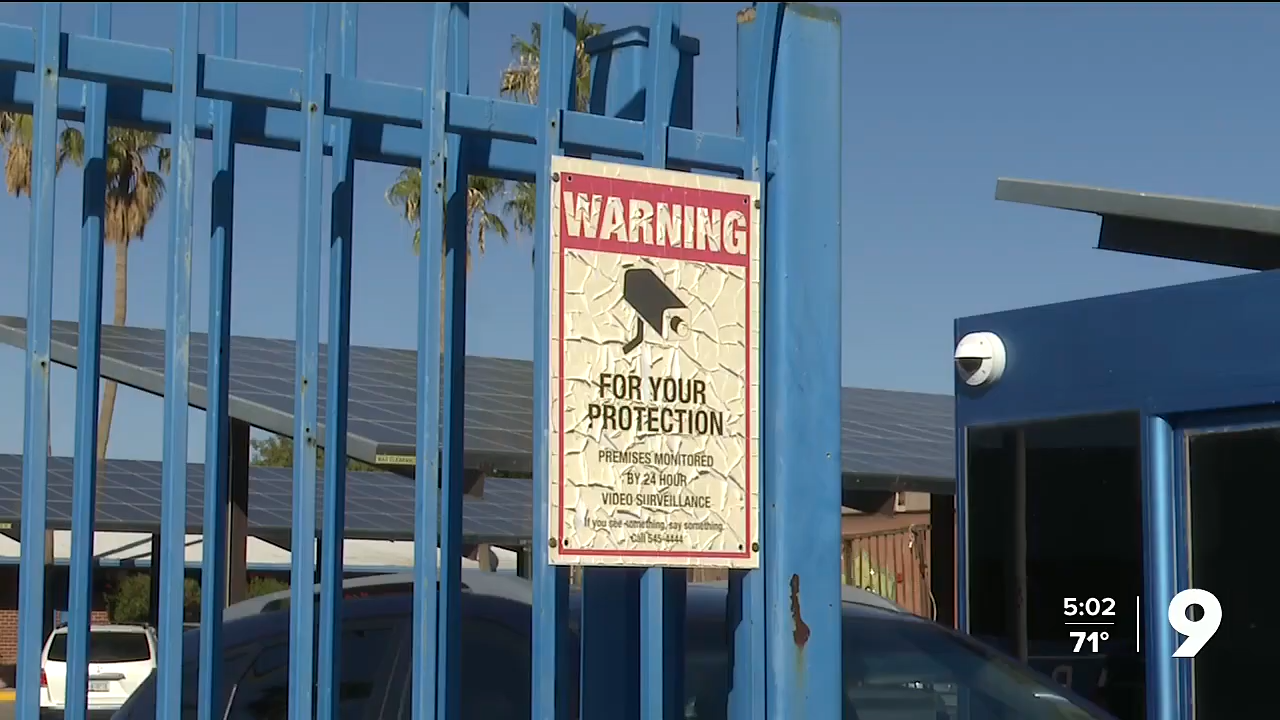 WARNING
FOR YOUR
PROTECTION
PREMISES MONITORED
BY 24 HOUR
VIDEO SURVEILLANCE
If you see something, say something.
call 545-4444
5:02
71°
9